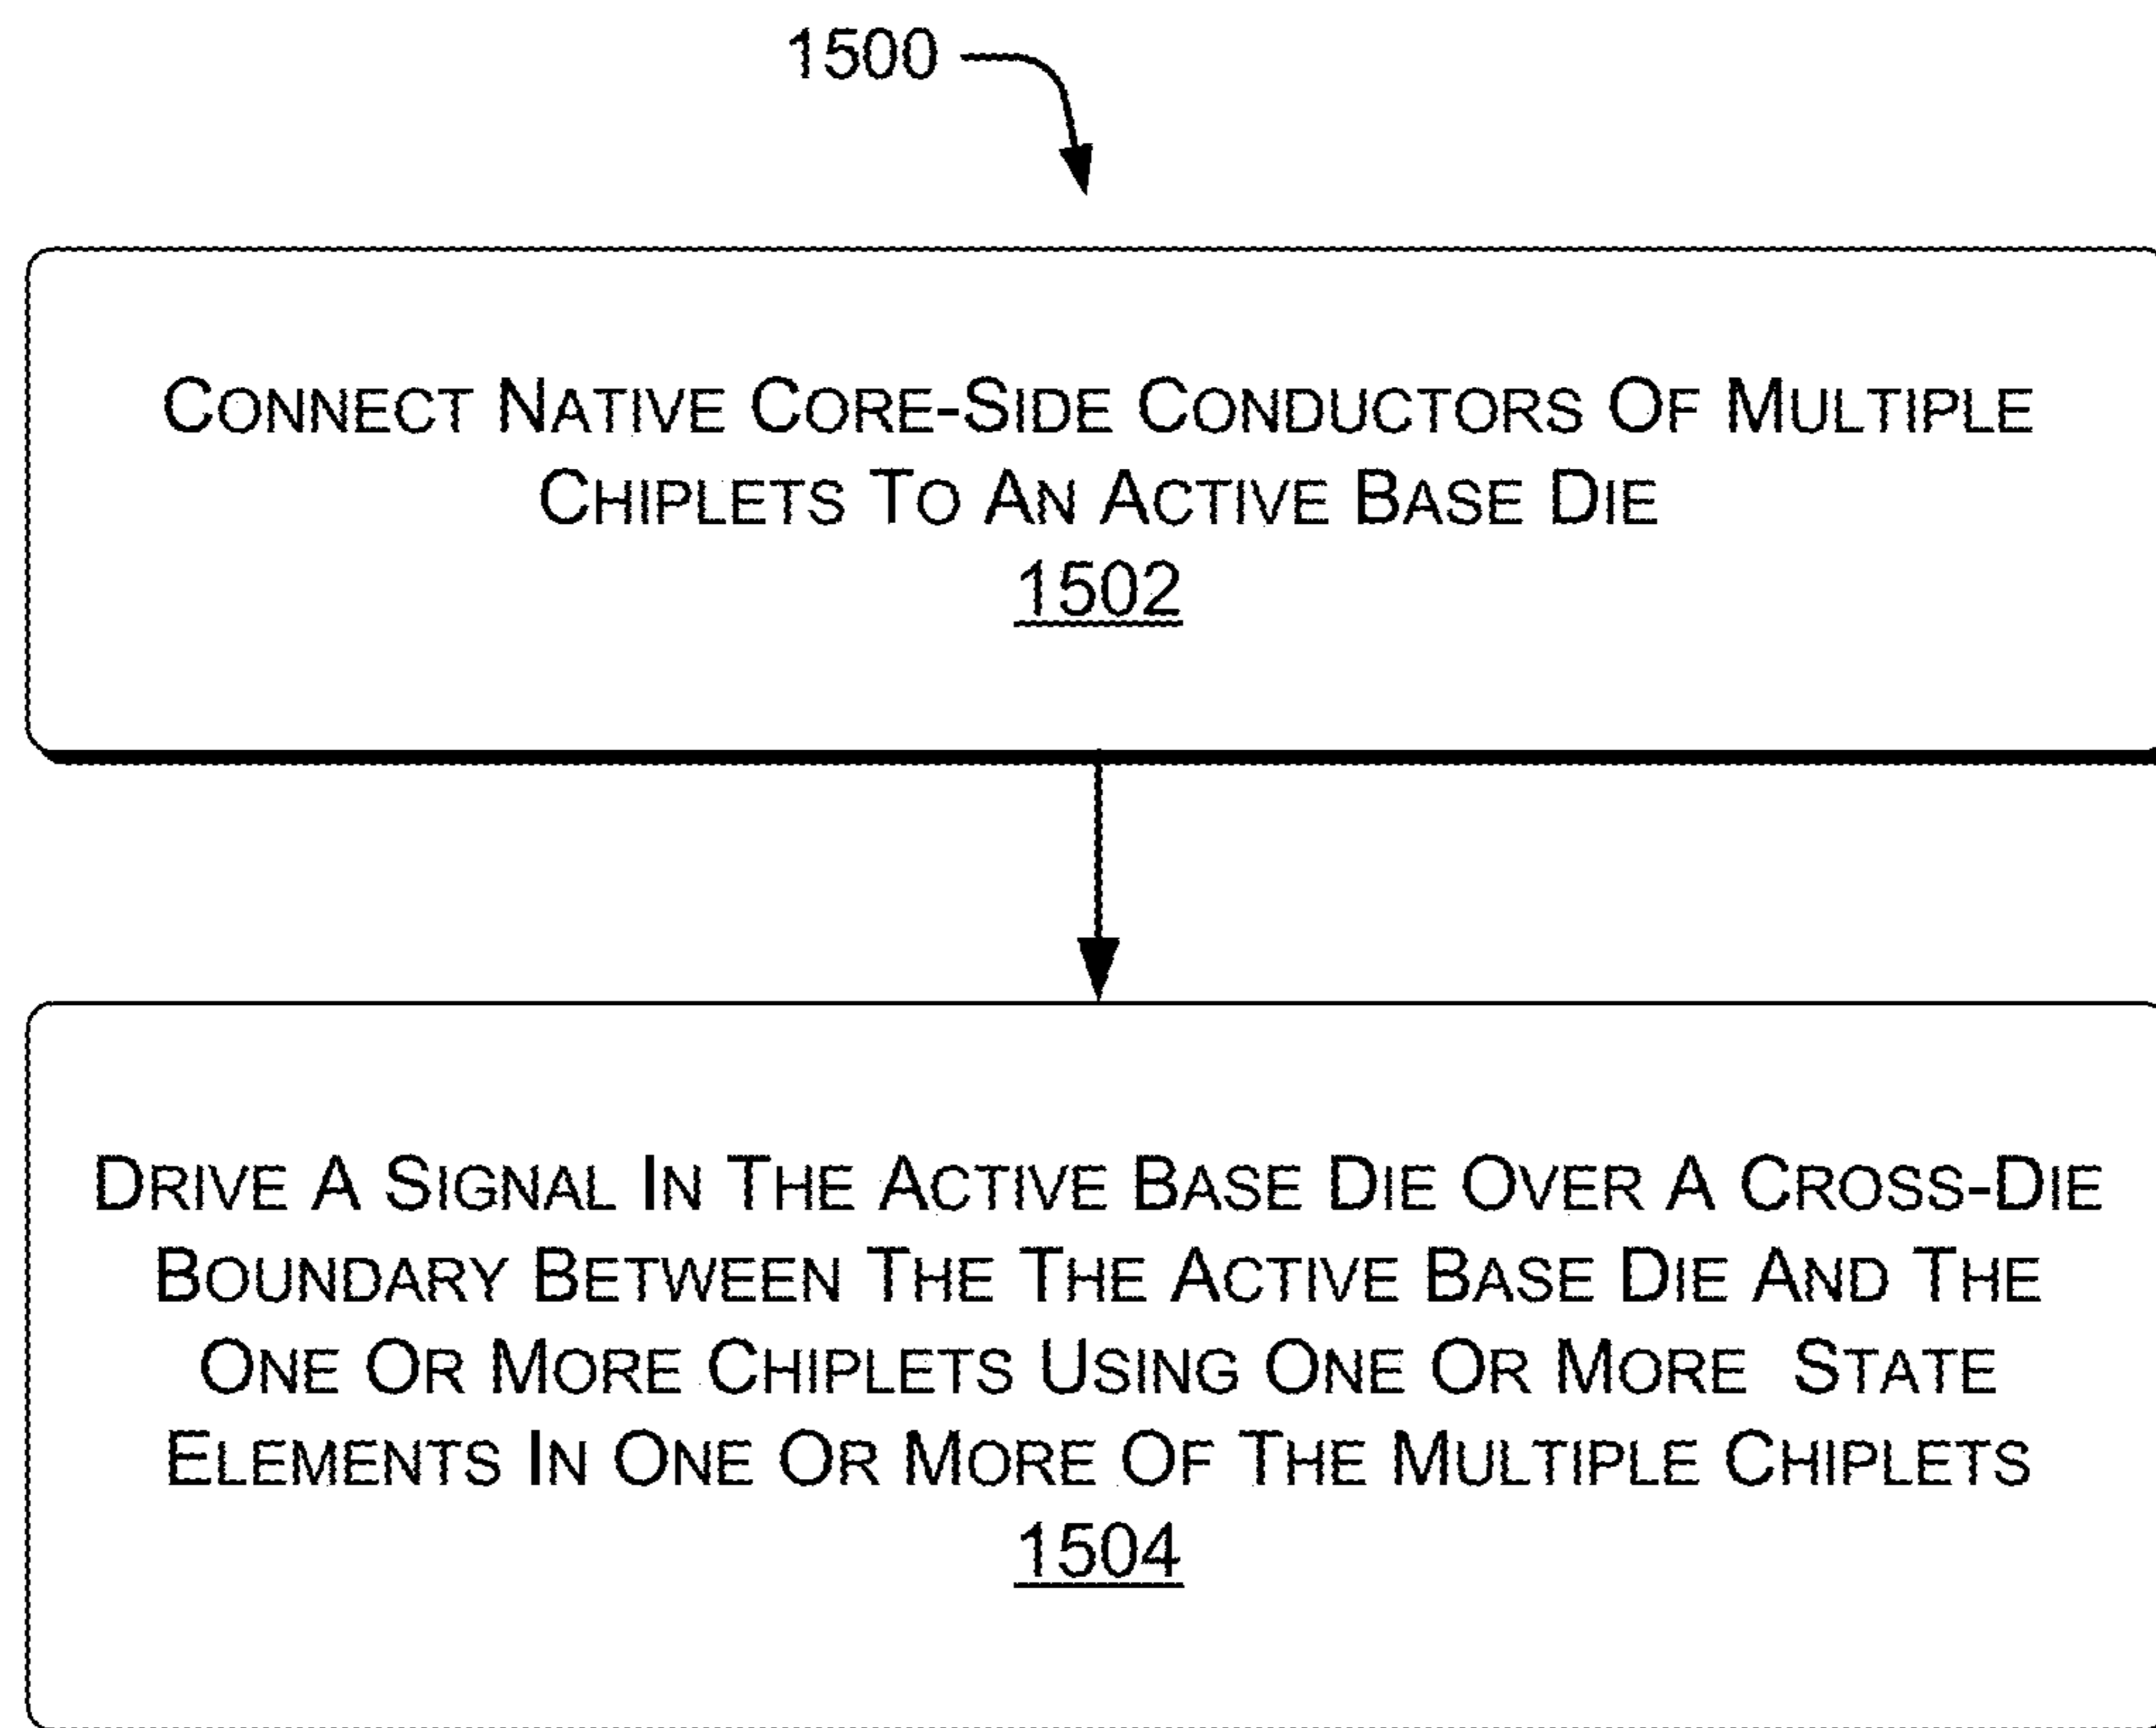 1500
CONNECT NATIVE CORE-SIDE CONDUCTORS OF MULTIPLE
CHIPLETS TO AN ACTIVE BASE DIE
1502
DRIVE A SIGNAL IN THE ACTIVE BASE DIE OVER A CROSS-DIE
BOUNDARY BETWEEN THE THE ACTIVE BASE DIE AND THE
ONE OR MORE CHIPLETS USING ONE OR MORE STATE
ELEMENTS IN ONE OR MORE OF THE MULTIPLE CHIPLETS
1504